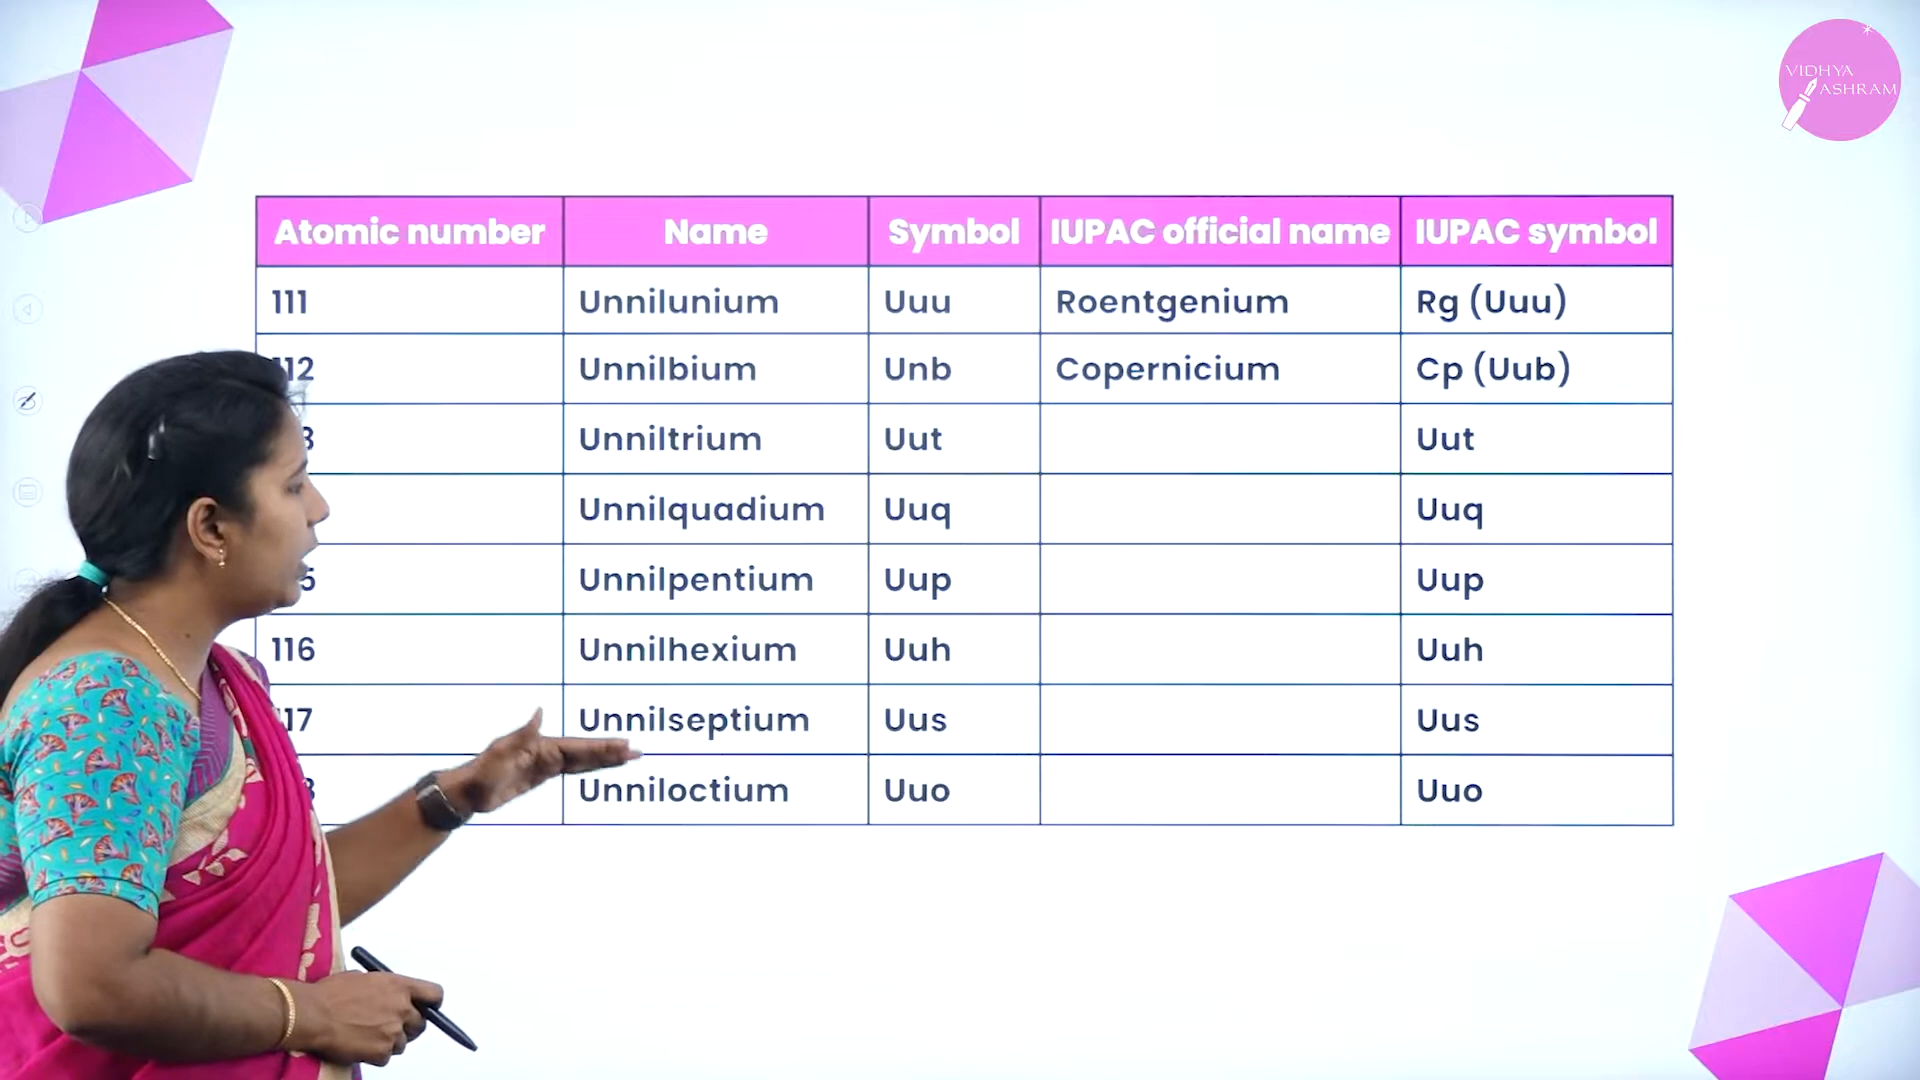 VIDHYA
ASHRAM
Atomic number Name Symbol IUPAC official name IUPAC symbol
111 Unnilunium Uuu Roentgenium Rg (Uuu)
12 Unnilbium Unb Copernicium Cp (Uub)
Unniltrium Uut Uut
Unnilquadium Uuq Uuq
Unnilpentium Uup Uup
116 Unnilhexium Uuh Uuh
17 Unnilseptium Uus Uus
Unniloctium Uuo Uuo